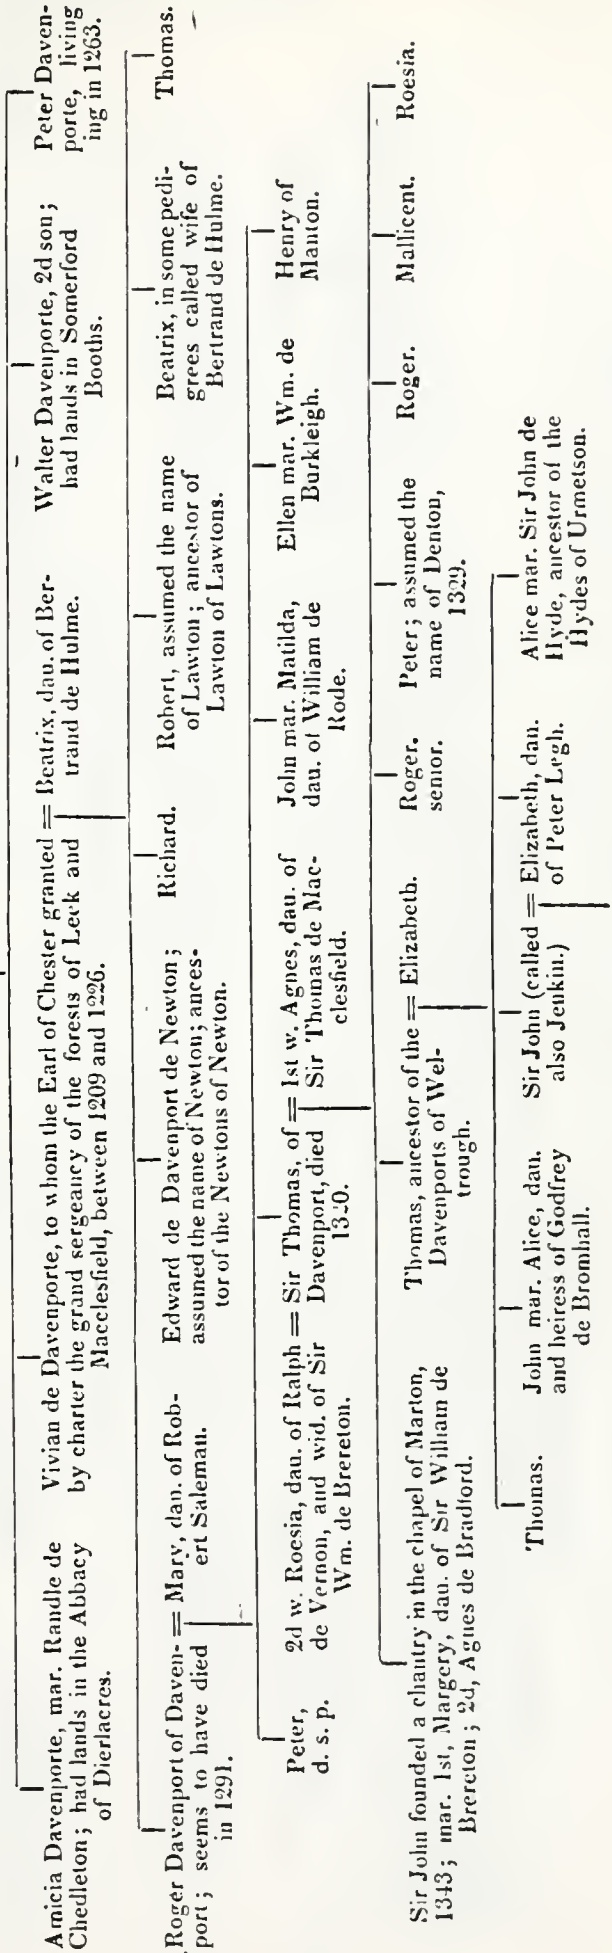 Amicia Davenporte, mar. Randle de
Chedleton; had lands in the Abbacy
of Dierlacres.
Vivian de Davenporte, to whom the Earl of Chester granted
by charter the grand sergeancy of the forests of Leek and
Macclesfield, between 1209 and 1226.
= Beatrix, dau. of Ber-
trand de Hulme.
Walter Davenporte, 2d son;
had lands in Somerford
Booths.
Peter Daven-
porte, living
ing in 1263.
Roger Davenport of Daven-
port; seems to have died
in 1291.
= Mary, dau. of Rob-
ert Saleman.
Edward de Davenport de Newton;
assumed the name of Newton; ances-
tor of the Newtons of Newton.
Richard.
Robert, assumed the name
of Lawton; ancestor of
Lawton of Lawtons.
Beatrix, in some pedi-
grees called wife of
Bertrand de Hulme.
Thomas.
Peter,
d. s. p.
2d w. Roesia, dau. of Ralph
de Vernon, and wid. of Sir
Wm. de Brereton.
= Sir Thomas, of
Davenport, died
1320.
= 1st w. Agnes, dau. of
Sir Thomas de Mac-
clesfield.
John mar. Matilda,
dau. of William de
Rode.
Ellen mar. Wm. de
Burkleigh.
Henry of
Manton.
Sir John founded a chantry in the chapel of Marton,
1343; mar. 1st, Margery, dau. of Sir William de
Brereton; 2d, Agnes de Bradford.
Thomas, ancestor of the
Davenports of Wel-
trough.
= Elizabeth.
Roger.
senior.
Peter; assumed the
name of Denton,
1329.
Roger.
Mallicent.
Roesia.
Thomas.
John mar. Alice, dau.
and heiress of Godfrey
de Bromhall.
Sir John (called
also Jenkin.)
= Elizabeth, dau.
of Peter Legh.
Alice mar. Sir John de
Hyde, ancestor of the
Hydes of Urmetson.